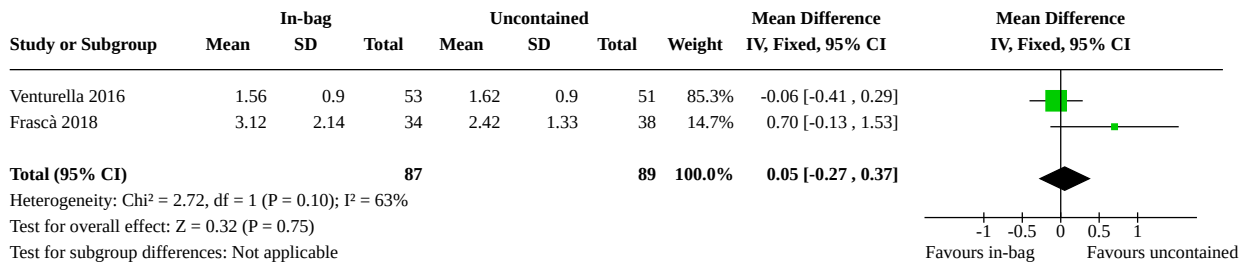 In-bag Uncontained Mean Difference Mean Difference
Study or Subgroup Mean SD Total Mean SD Total Weight IV, Fixed, 95% CI IV, Fixed, 95% CI
Venturella 2016 1.56 0.9 53 1.62 0.9 51 85.3% -0.06 [-0.41 , 0.29]
Frascà 2018 3.12 2.14 34 2.42 1.33 38 14.7% 0.70 [-0.13 , 1.53]
Total (95% CI) 87 89 100.0% 0.05 [-0.27 , 0.37]
Heterogeneity: Chi² = 2.72, df = 1 (P = 0.10); I² = 63%
Test for overall effect: Z = 0.32 (P = 0.75)
-1 -0.5 0 0.5 1
Test for subgroup differences: Not applicable Favours in-bag Favours uncontained